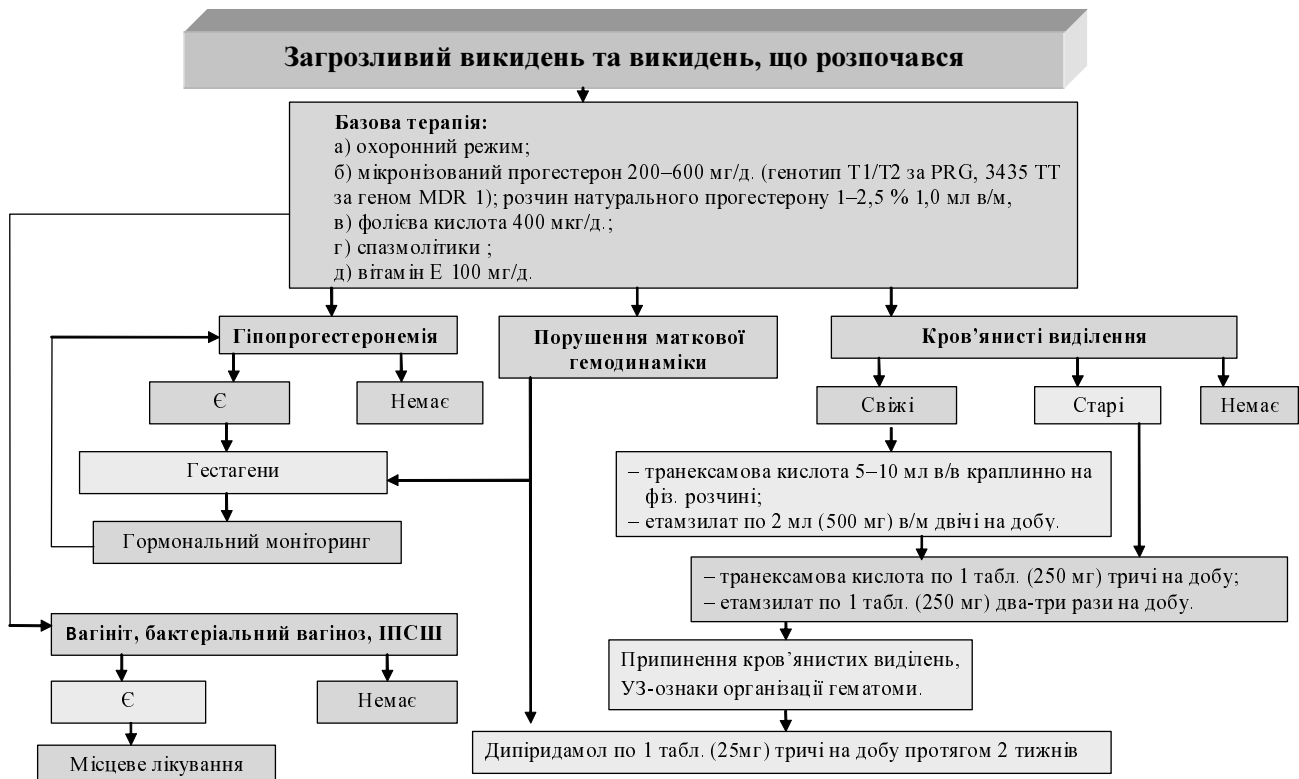 Загрозливий викидень та викидень, що розпочався
Базова терапія:
а) охоронний режим;
б) мікронізований прогестерон 200–600 мг/д. (генотип Т1/Т2 за PRG, 3435 ТТ
за геном MDR 1); розчин натурального прогестерону 1–2,5 % 1,0 мл в/м,
в) фолієва кислота 400 мкг/д.;
г) спазмолітики ;
д) вітамін Е 100 мг/д.
Гіпопрогестеронемія
Є
Немає
Гестагени
Гормональний моніторинг
Порушення маткової
гемодинаміки
Кров’янисті виділення
Свіжі
Старі
Немає
– транексамова кислота 5–10 мл в/в краплинно на
фіз. розчині;
– етамзилат по 2 мл (500 мг) в/м двічі на добу.
– транексамова кислота по 1 табл. (250 мг) тричі на добу;
– етамзилат по 1 табл. (250 мг) два-три рази на добу.
Припинення кров’янистих виділень,
УЗ-ознаки організації гематоми.
Дипіридамол по 1 табл. (25мг) тричі на добу протягом 2 тижнів
Вагініт, бактеріальний вагіноз, ІПСШ
Є
Немає
Місцеве лікування